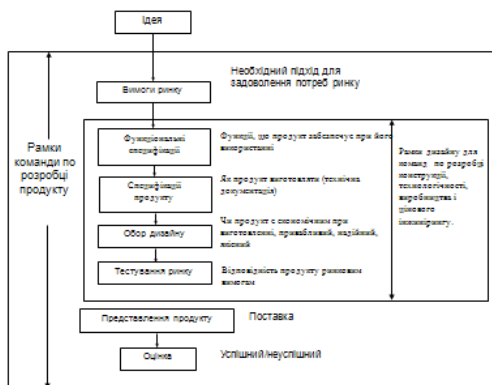 Ідея
Необхідний підхід для
задоволення потреб ринку
Вимоги ринку
Рамки
команди по
розробці
продукту
Функціональні
специфікації
Функції, що продукт забезпечує при його
використанні
Специфікації
продукту
Як продукт виготовляти (технічна
документація)
Обор дизайну
Чи продукт є економічним при
виготовленні, привабливий, надійний,
якісний
Тестування ринку
Відповідність продукту ринковим
вимогам
Рамки дизайну для
команд по розробці
конструкції,
технологічності,
виробництва і
цінового
інжинірингу.
Представлення продукту
Поставка
Оцінка
Успішний/неуспішний